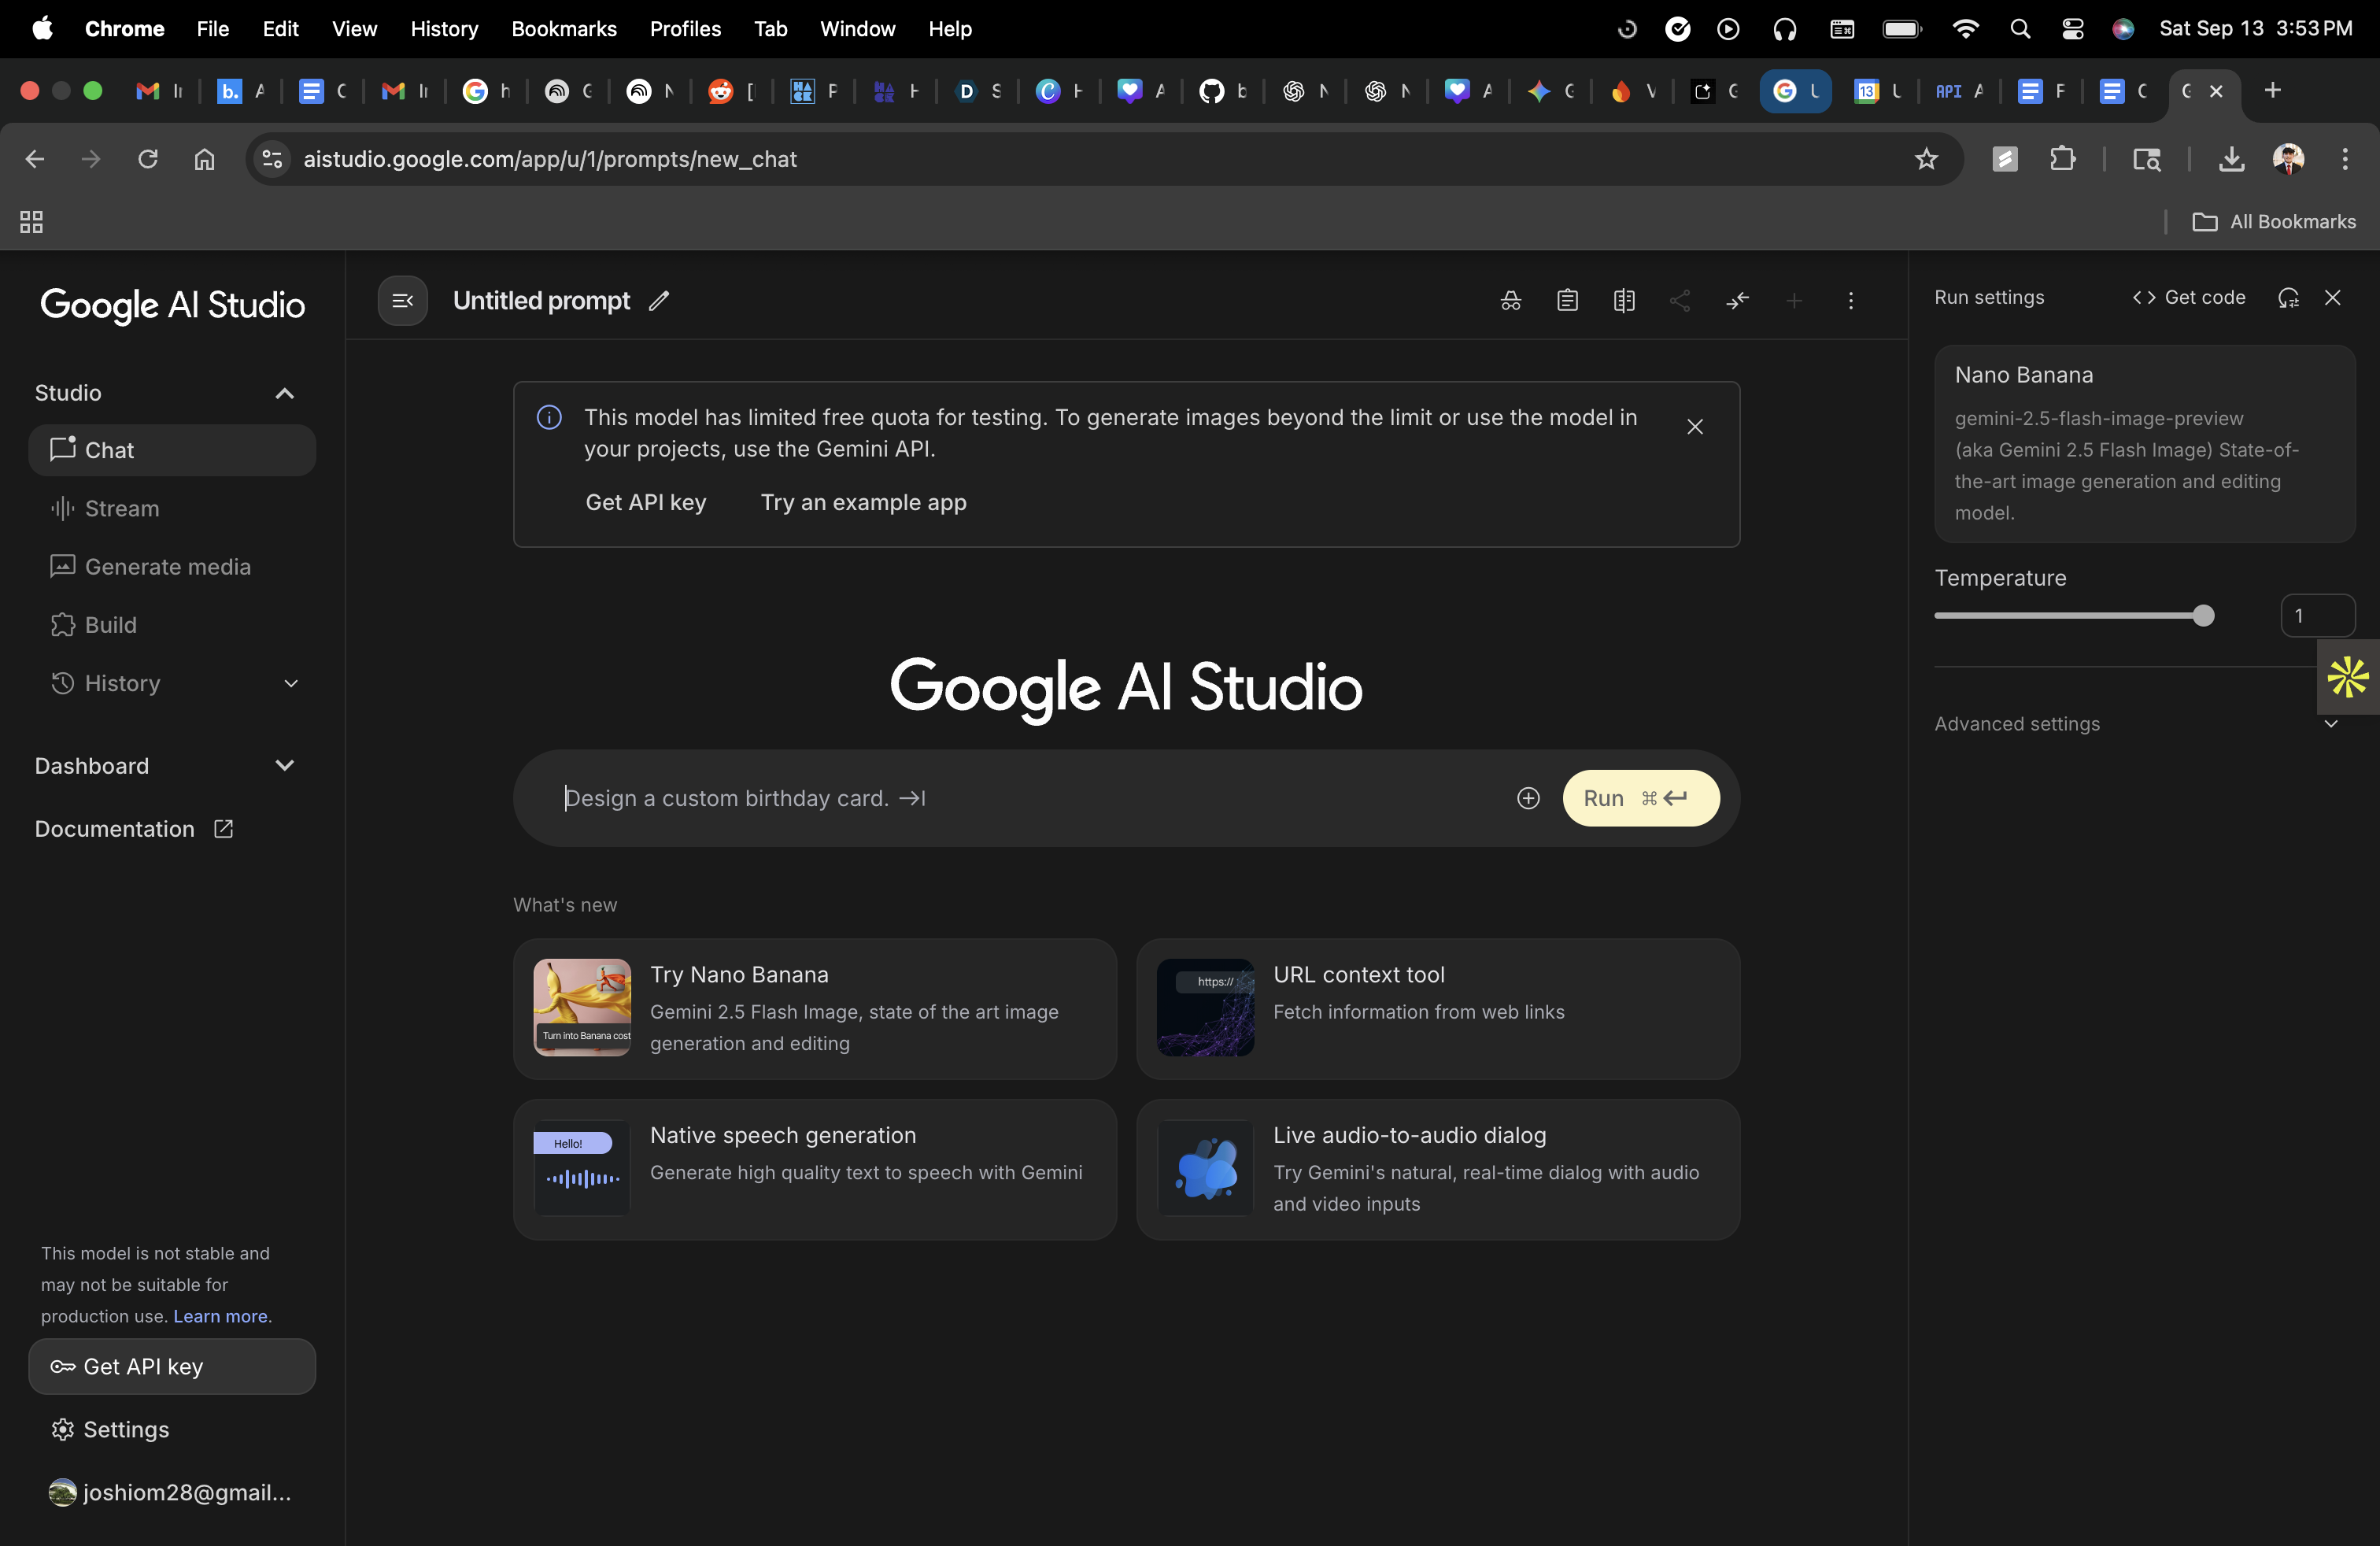 Chrome File Edit View History Bookmarks Profiles Tab Window Help Sat Sep 13 3:53 PM
aistudio.google.com/app/u/1/prompts/new_chat
All Bookmarks
Google AI Studio
Studio
Chat
Stream
Generate media
Build
History
Dashboard
Documentation
This model is not stable and
may not be suitable for
production use. Learn more.
Get API key
Settings
joshiom28@gmail...
Untitled prompt
This model has limited free quota for testing. To generate images beyond the limit or use the model in
your projects, use the Gemini API.
Get API key Try an example app
Google AI Studio
Design a custom birthday card.
Run ⌘
What's new
Try Nano Banana
Gemini 2.5 Flash Image, state of the art image
generation and editing
Turn into Banana cost
URL context tool
Fetch information from web links
https://
Native speech generation
Generate high quality text to speech with Gemini
Hello!
Live audio-to-audio dialog
Try Gemini's natural, real-time dialog with audio
and video inputs
Run settings
Get code
Nano Banana
gemini-2.5-flash-image-preview
(aka Gemini 2.5 Flash Image) State-of-
the-art image generation and editing
model.
Temperature
1
Advanced settings